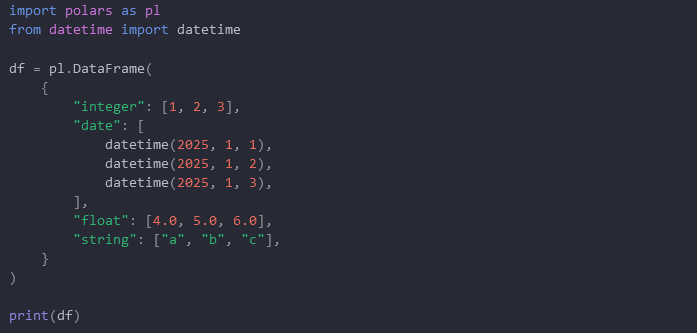 import polars as pl
from datetime import datetime

df = pl.DataFrame(
    {
        "integer": [1, 2, 3],
        "date": [
            datetime(2025, 1, 1),
            datetime(2025, 1, 2),
            datetime(2025, 1, 3),
        ],
        "float": [4.0, 5.0, 6.0],
        "string": ["a", "b", "c"],
    }
)

print(df)